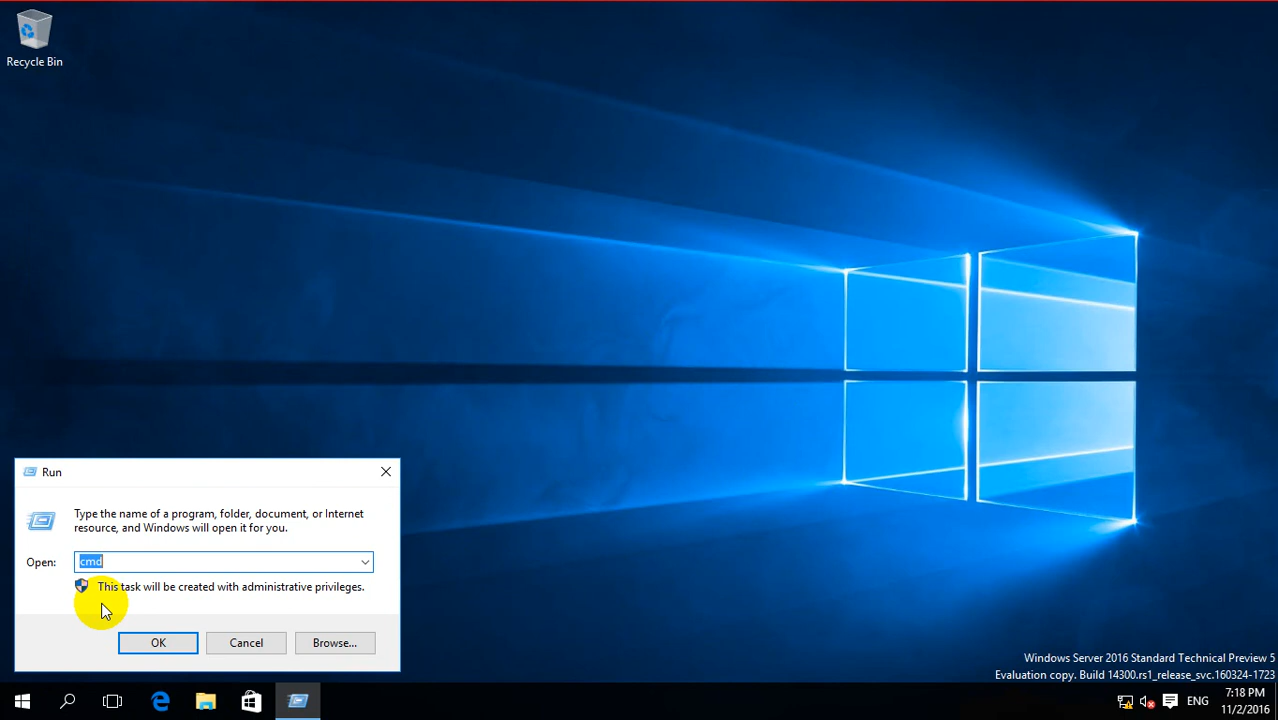 Recycle Bin
Run
Type the name of a program, folder, document, or Internet
resource, and Windows will open it for you.
Open:
cmd
This task will be created with administrative privileges.
OK
Cancel
Browse...
Windows Server 2016 Standard Technical Preview 5
Evaluation copy. Build 14300.rs1_release_svc.160324-1723
ENG
7:18 PM
11/2/2016